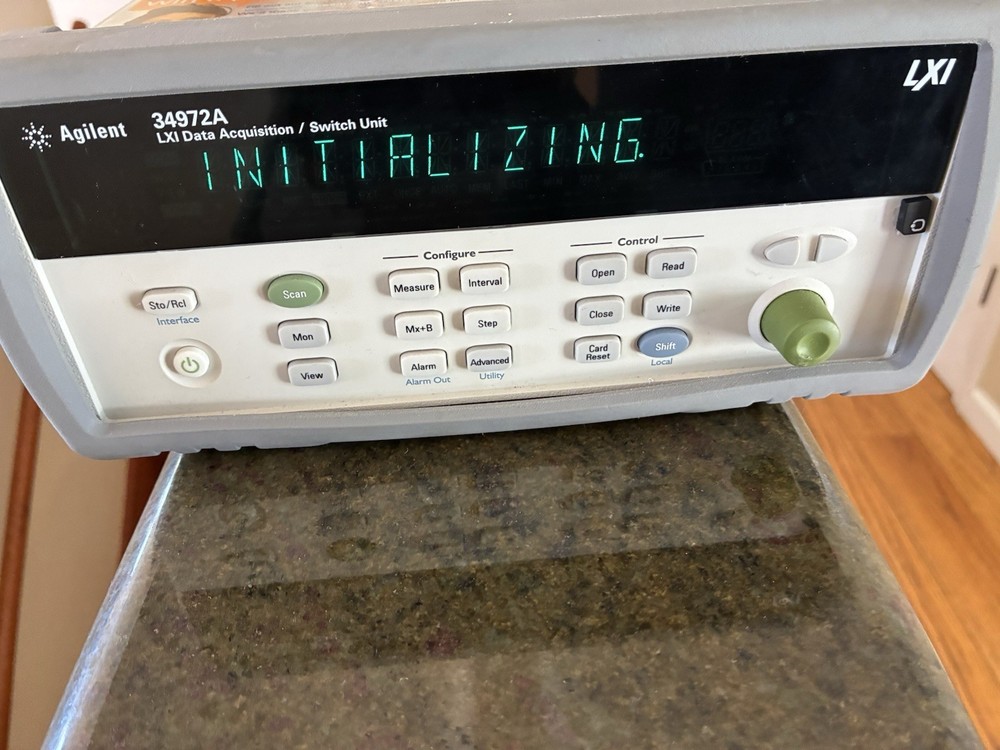 LXI
Agilent
34972A
LXI Data Acquisition / Switch Unit
INITIALIZING.
Configure
Control
Sto/Rcl
Interface
Scan
Measure
Interval
Open
Read
Mon
Mx+B
Step
Close
Write
View
Alarm
Alarm Out
Advanced
Utility
Card
Reset
Shift
Local